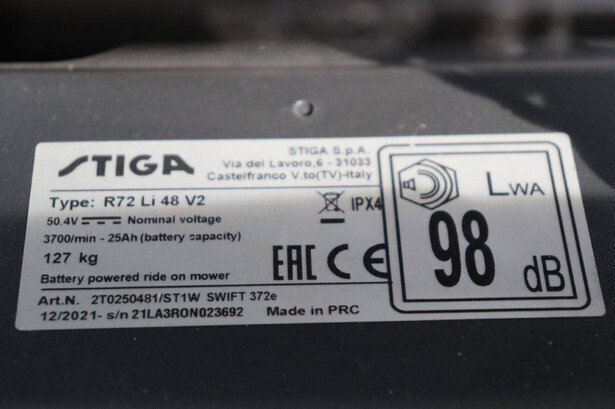 STIGA
STIGA S.p.A.
Via del Lavoro,6 - 31033
Castelfranco V.to(TV)-Italy
Type: R72 Li 48 V2
50.4V Nominal voltage
IPX4
3700/min - 25Ah (battery capacity)
127 kg
EAC CE
Battery powered ride on mower
Art.N. 2T0250481/ST1W SWIFT 372e
12/2021- s/n 21LA3RON023692 Made in PRC
LWA
98 dB